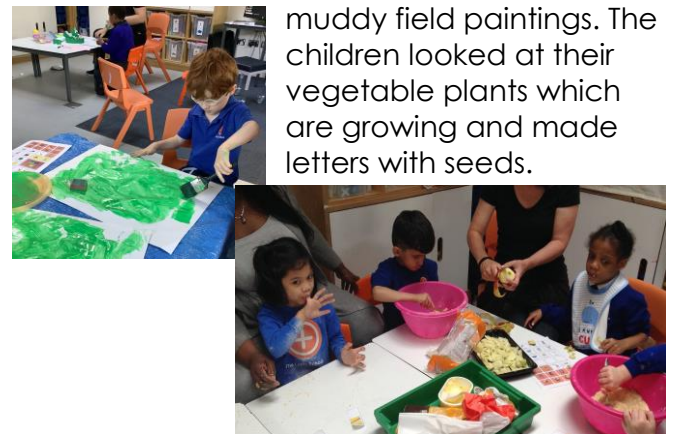 muddy field paintings. The
children looked at their
vegetable plants which
are growing and made
letters with seeds.